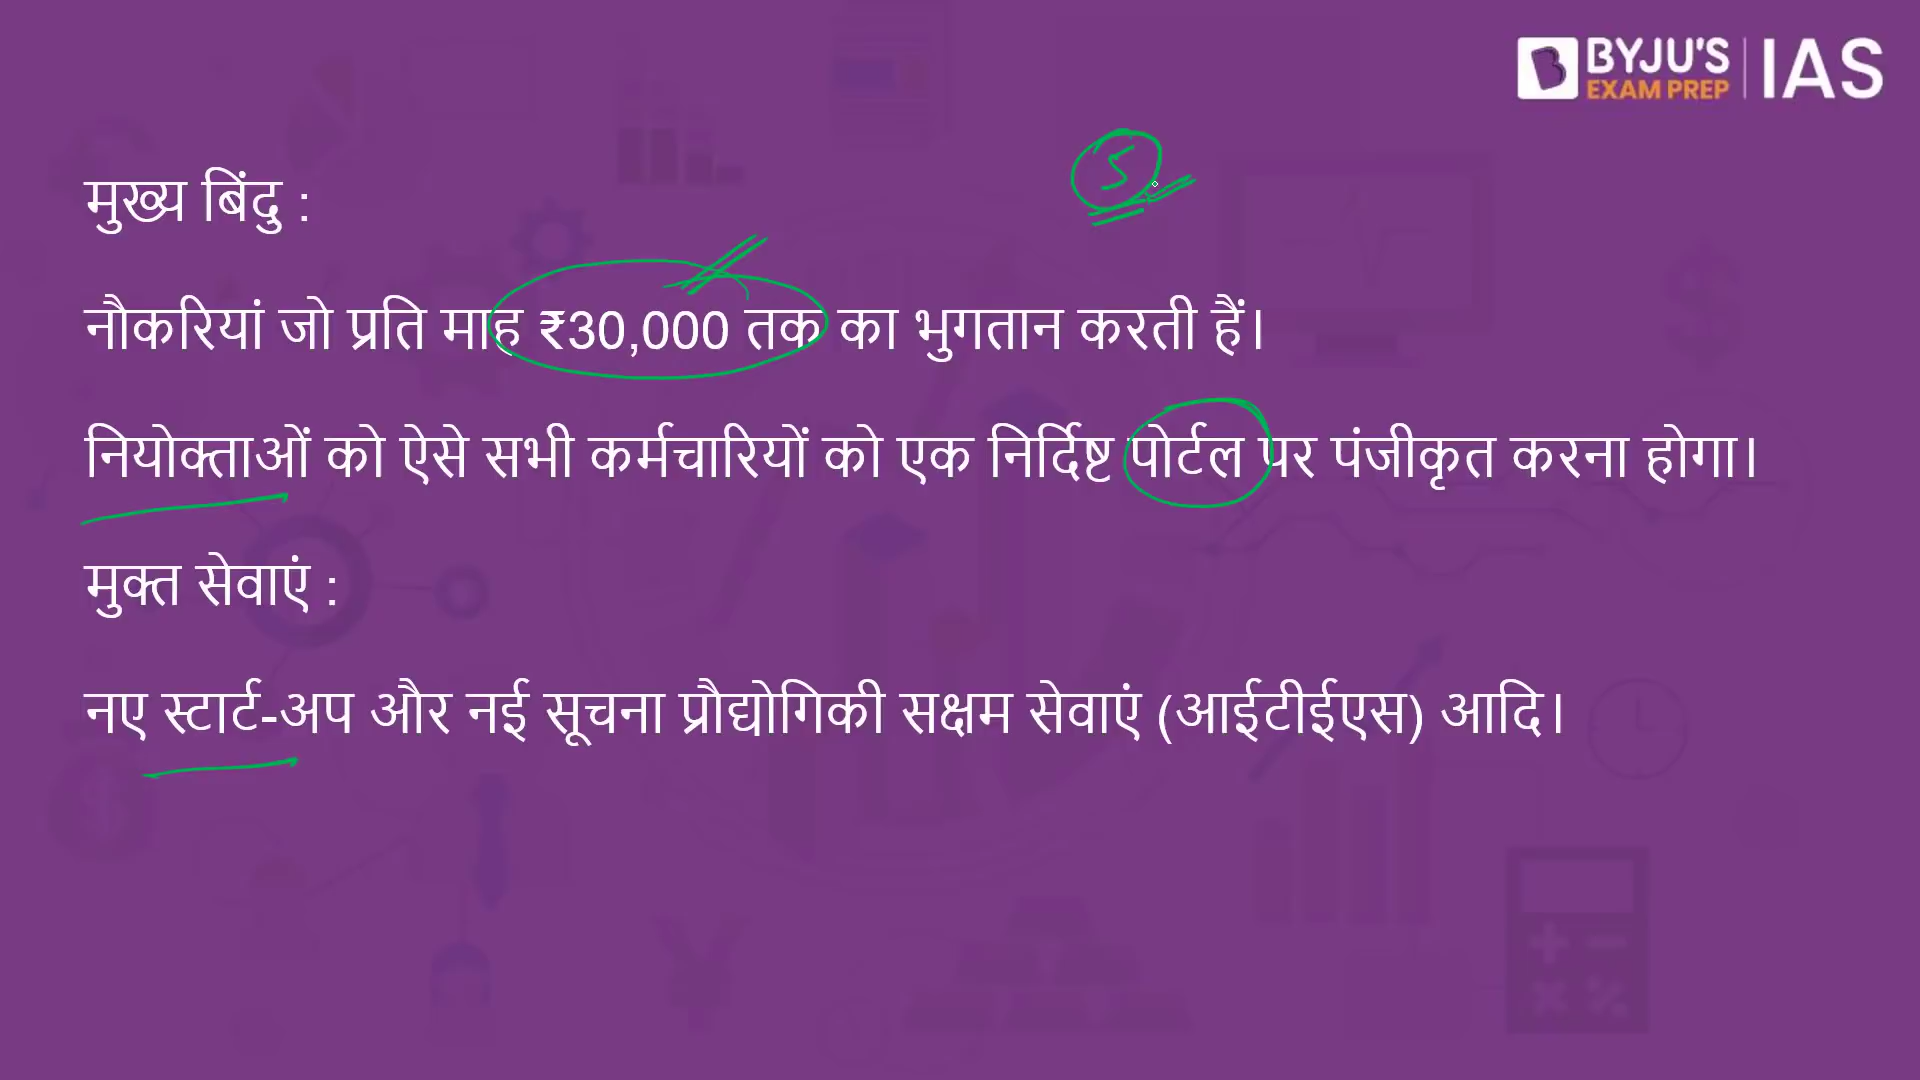 BYJU'S
EXAM PREP
IAS
5
मुख्य बिंदु :
नौकरियां जो प्रति माह ₹30,000 तक का भुगतान करती हैं।
नियोक्ताओं को ऐसे सभी कर्मचारियों को एक निर्दिष्ट पोर्टल पर पंजीकृत करना होगा।
मुक्त सेवाएं :
नए स्टार्ट-अप और नई सूचना प्रौद्योगिकी सक्षम सेवाएं (आईटीईएस) आदि।